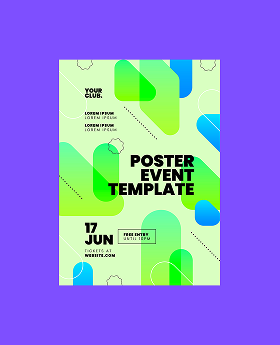 YOUR
CLUB.
LOREM IPSUM
LOREM IPSUM
LOREM IPSUM
LOREM IPSUM
POSTER
EVENT
TEMPLATE
17
JUN
FREE ENTRY
UNTIL 10PM
TICKETS AT
WEBSITE.COM